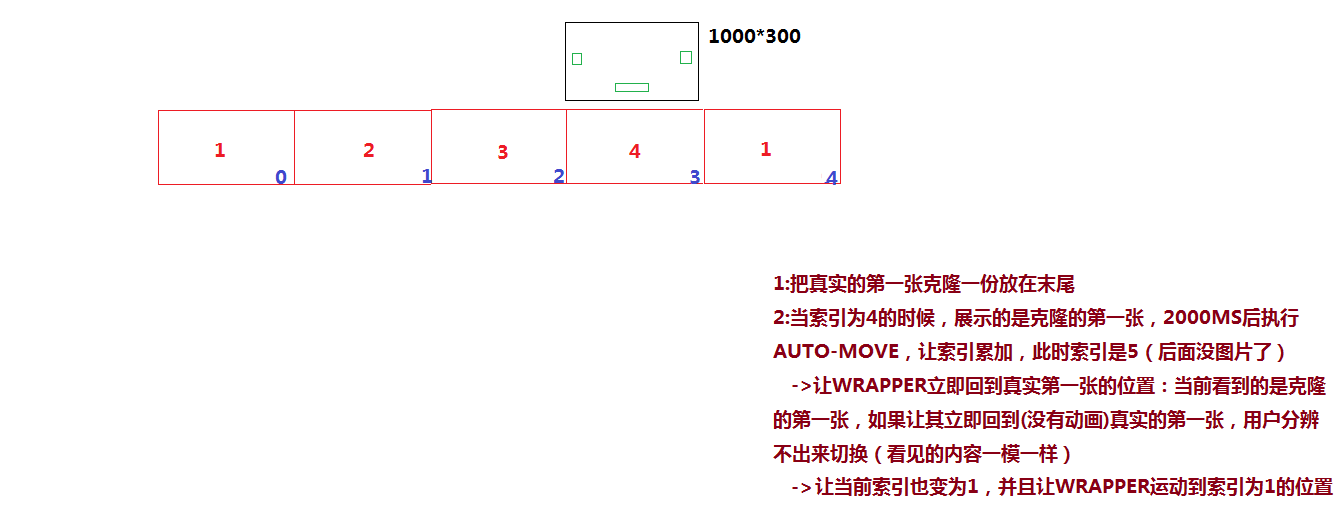 1000*300
1 2 3 4 1
0 1 2 3 4
1:把真实的第一张克隆一份放在末尾
2:当索引为4的时候，展示的是克隆的第一张，2000MS后执行
AUTO-MOVE，让索引累加，此时索引是5（后面没图片了）
->让WRAPPER立即回到真实第一张的位置：当前看到的是克隆
的第一张，如果让其立即回到(没有动画)真实的第一张，用户分辨
不出来切换（看见的内容一模一样）
->让当前索引也变为1，并且让WRAPPER运动到索引为1的位置